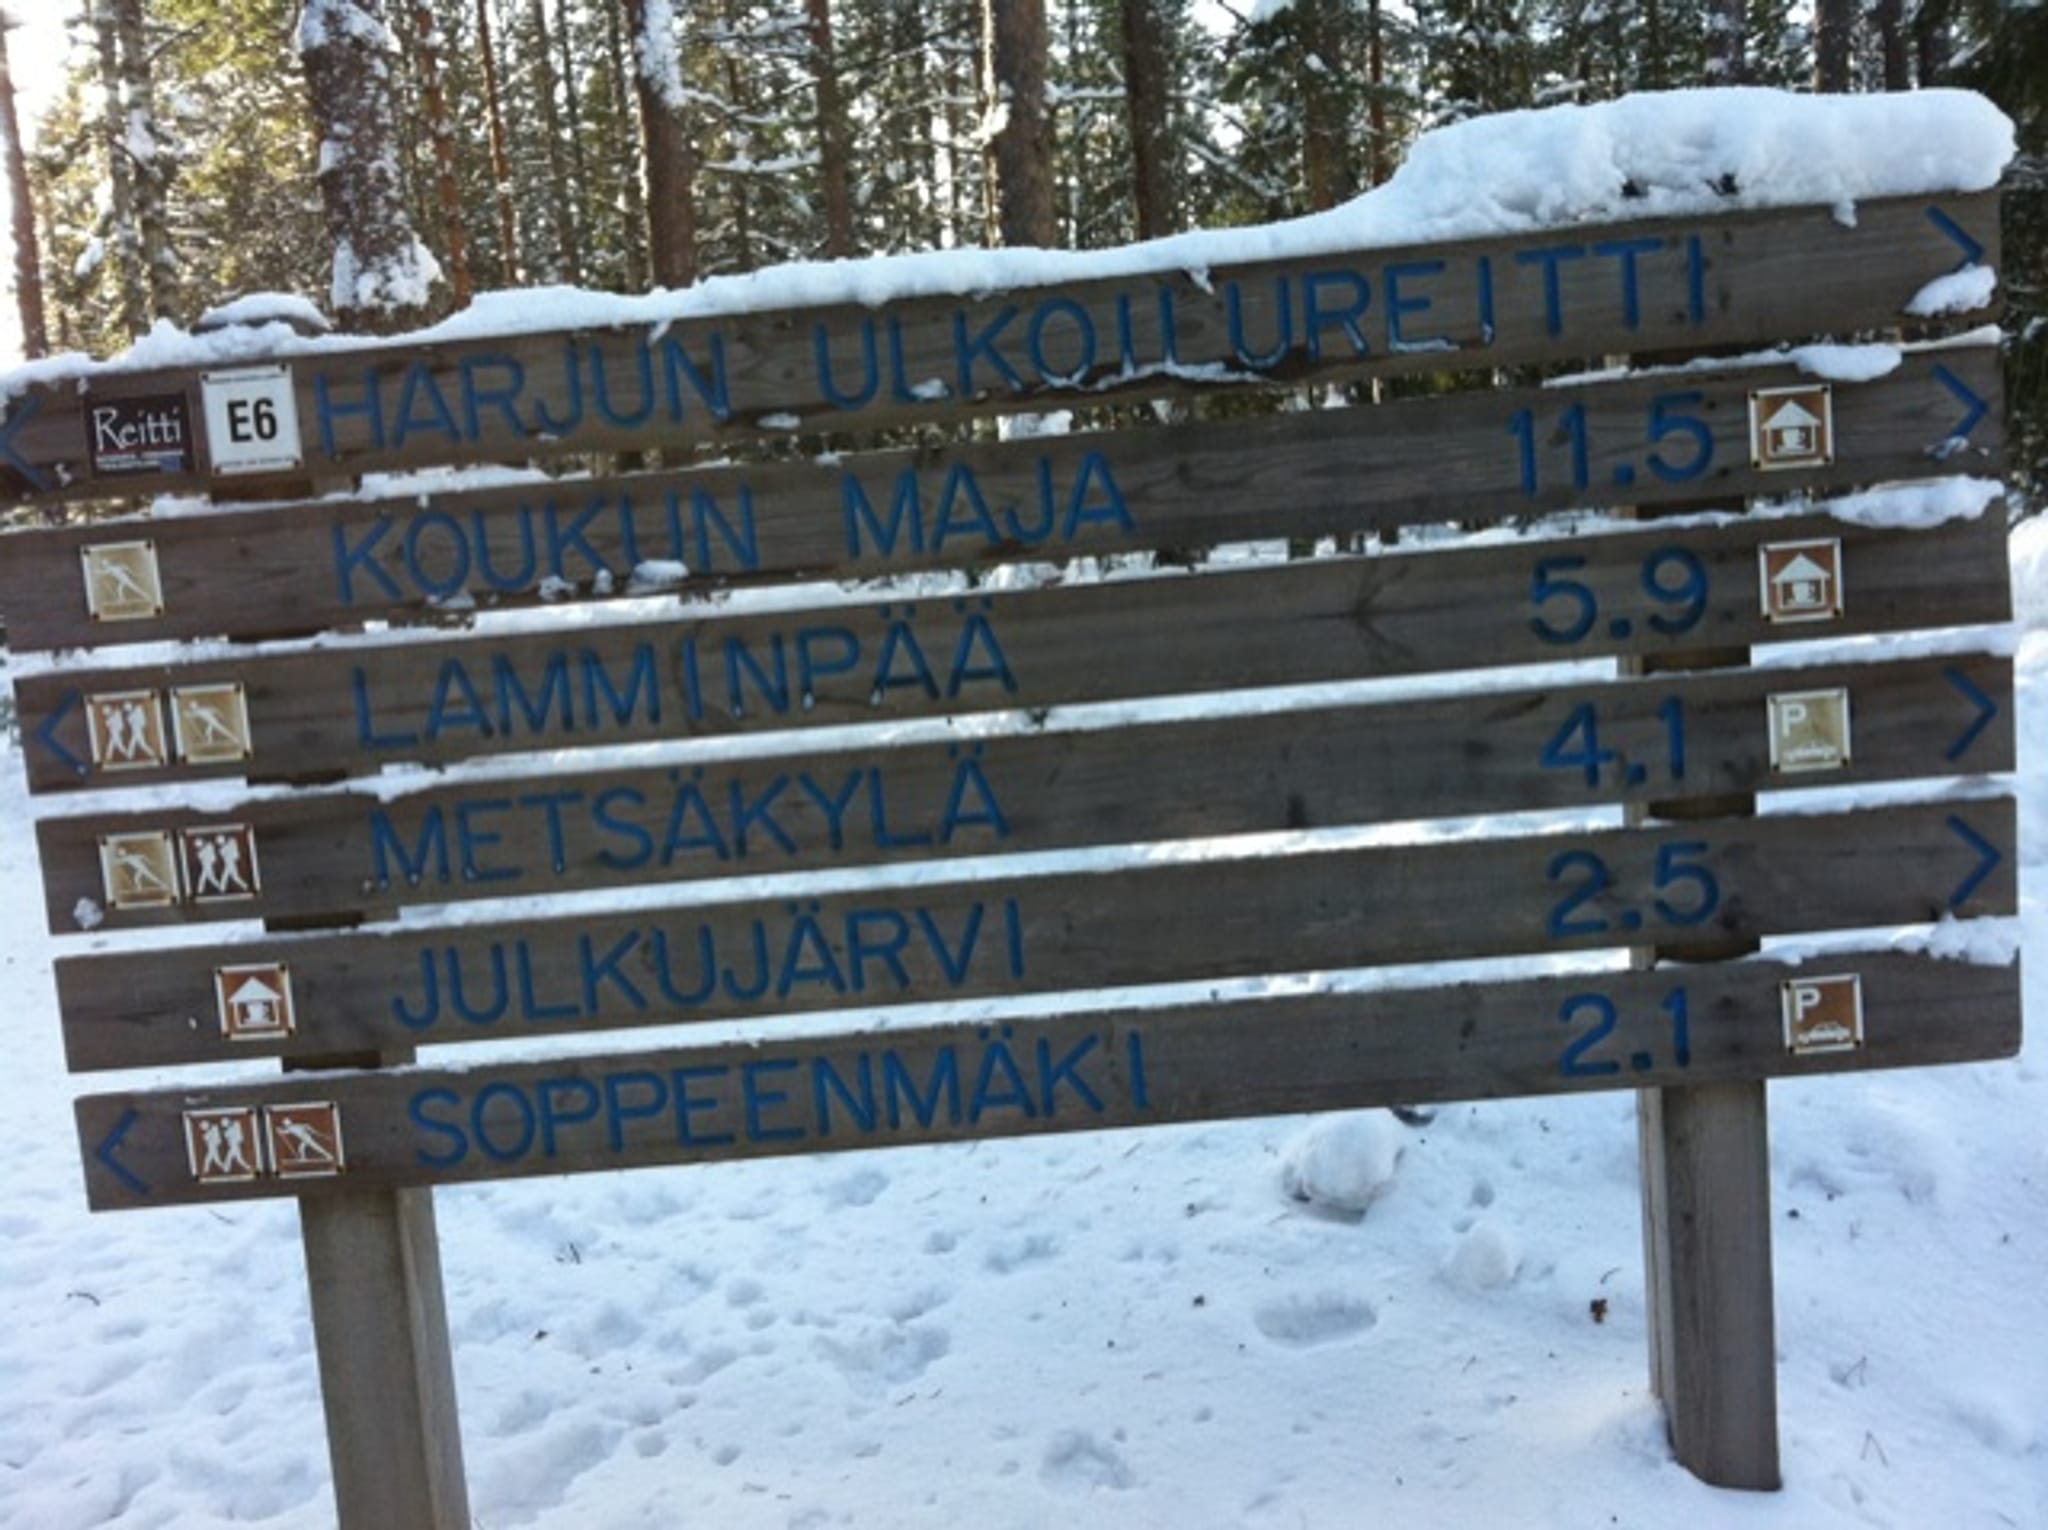 Reitti E6 HARJUN ULKOILUREITTI
KOUKUN MAJA 11.5
LAMMINPÄÄ 5.9
METSÄKYLÄ 4.1 P
JULKUJÄRVI 2.5
SOPPEENMÄKI 2.1 P